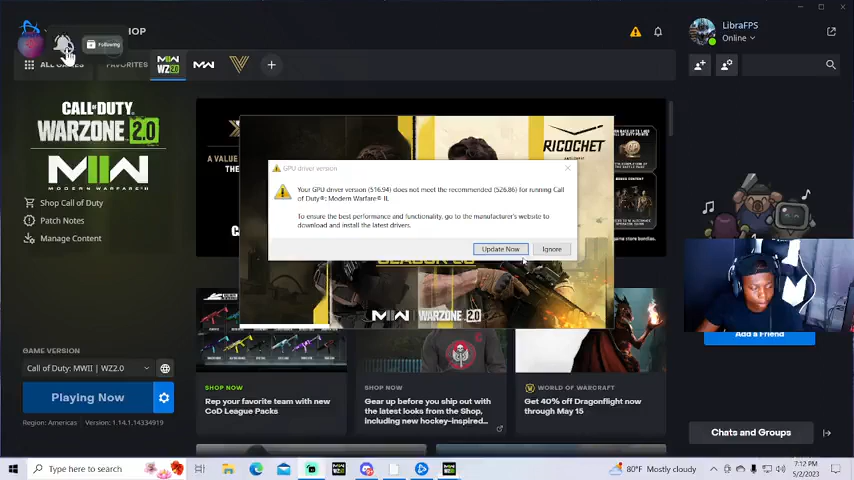 HOP
LibraFPS
Online
Following
ALL GAMES
FAVORITES
MW
WZ2.0
MW
CALL OF DUTY
WARZONE 2.0
MWII
MODERN WARFARE II
Shop Call of Duty
Patch Notes
Manage Content
RICOCHET
A VALUE
GPU driver version
Your GPU driver version (516.94) does not meet the recommended (526.86) for running Call
of Duty®: Modern Warfare® II.
To ensure the best performance and functionality, go to the manufacturer's website to
download and install the latest drivers.
Update Now
Ignore
MWII
WARZONE 2.0
GAME VERSION
Call of Duty: MWII | WZ2.0
Playing Now
Region: Americas
Version: 1.14.1.14334919
SHOP NOW
Rep your favorite team with new
CoD League Packs
SHOP NOW
Gear up before you ship out with
the latest looks from the Shop,
including new hockey-inspired...
WORLD OF WARCRAFT
Get 40% off Dragonflight now
through May 15
Add a Friend
Chats and Groups
Type here to search
80°F Mostly cloudy
7:12 PM
5/2/2023